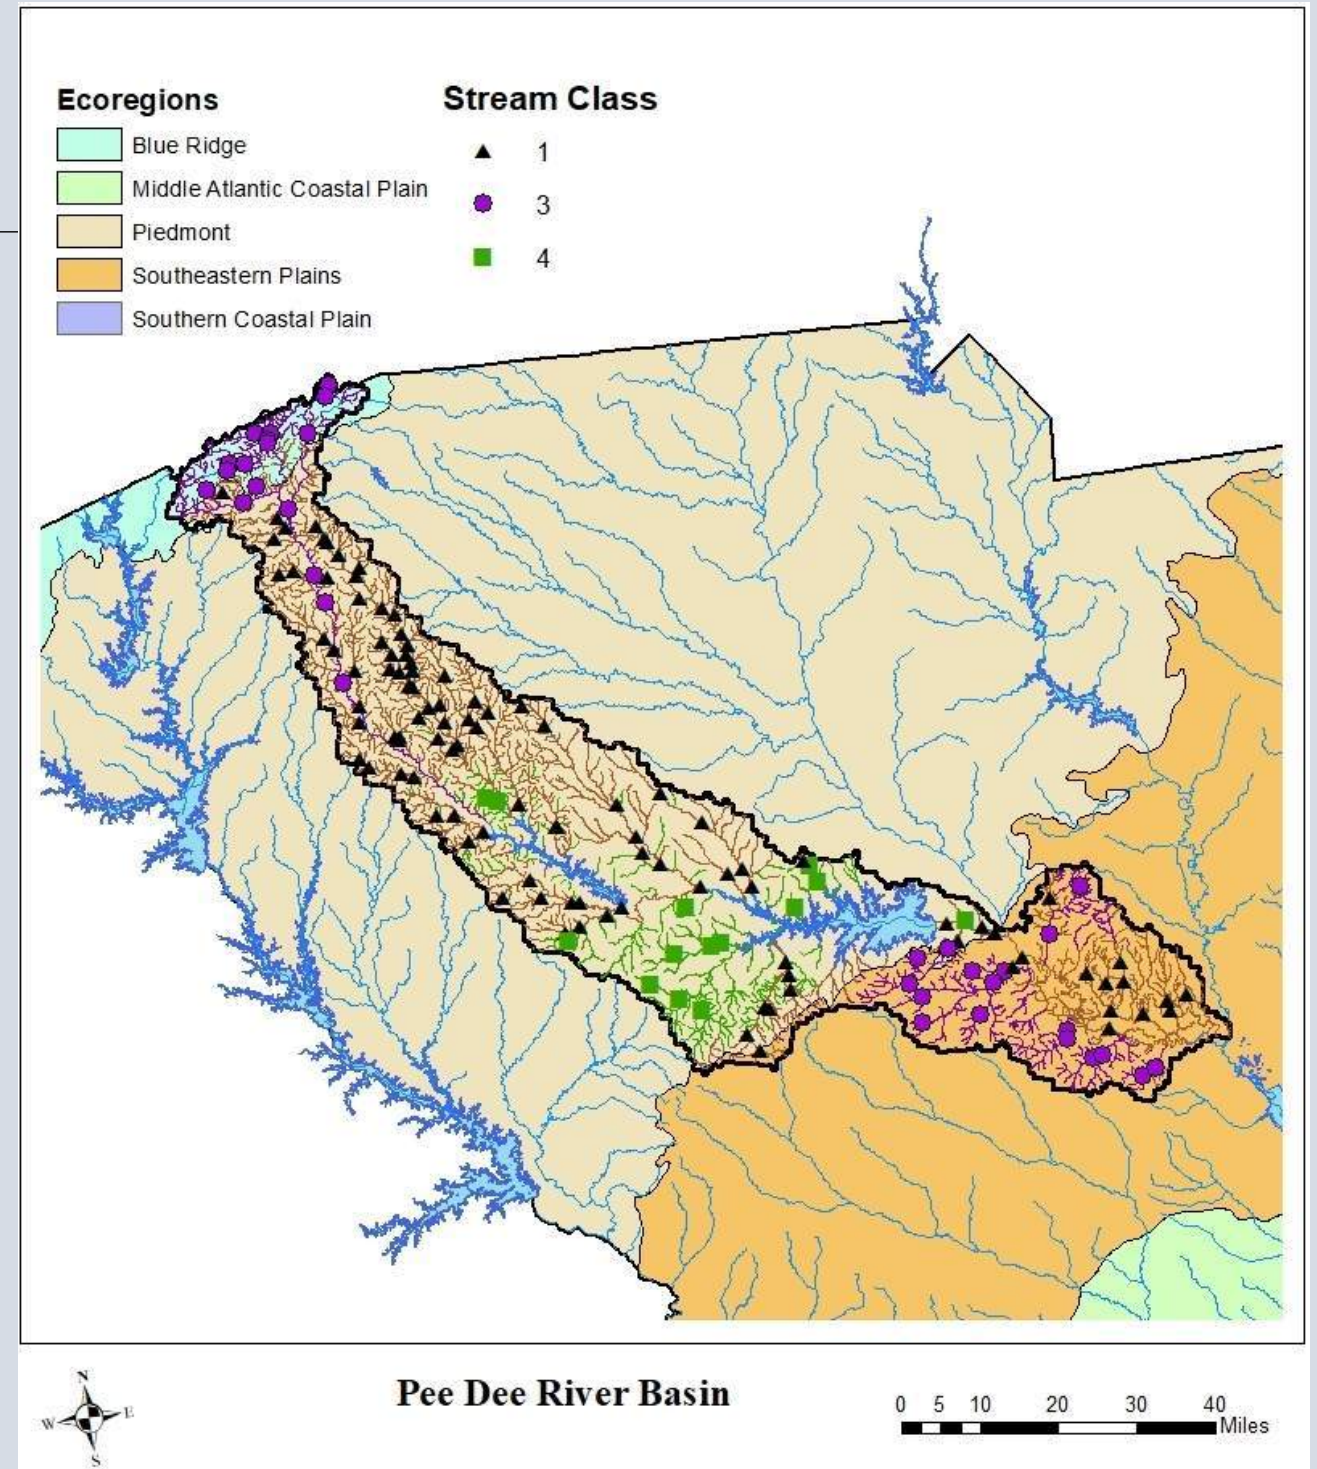 Ecoregions
Blue Ridge
Middle Atlantic Coastal Plain
Piedmont
Southeastern Plains
Southern Coastal Plain
Stream Class
1
3
4
N
W E
S
Pee Dee River Basin
0 5 10 20 30 40
Miles